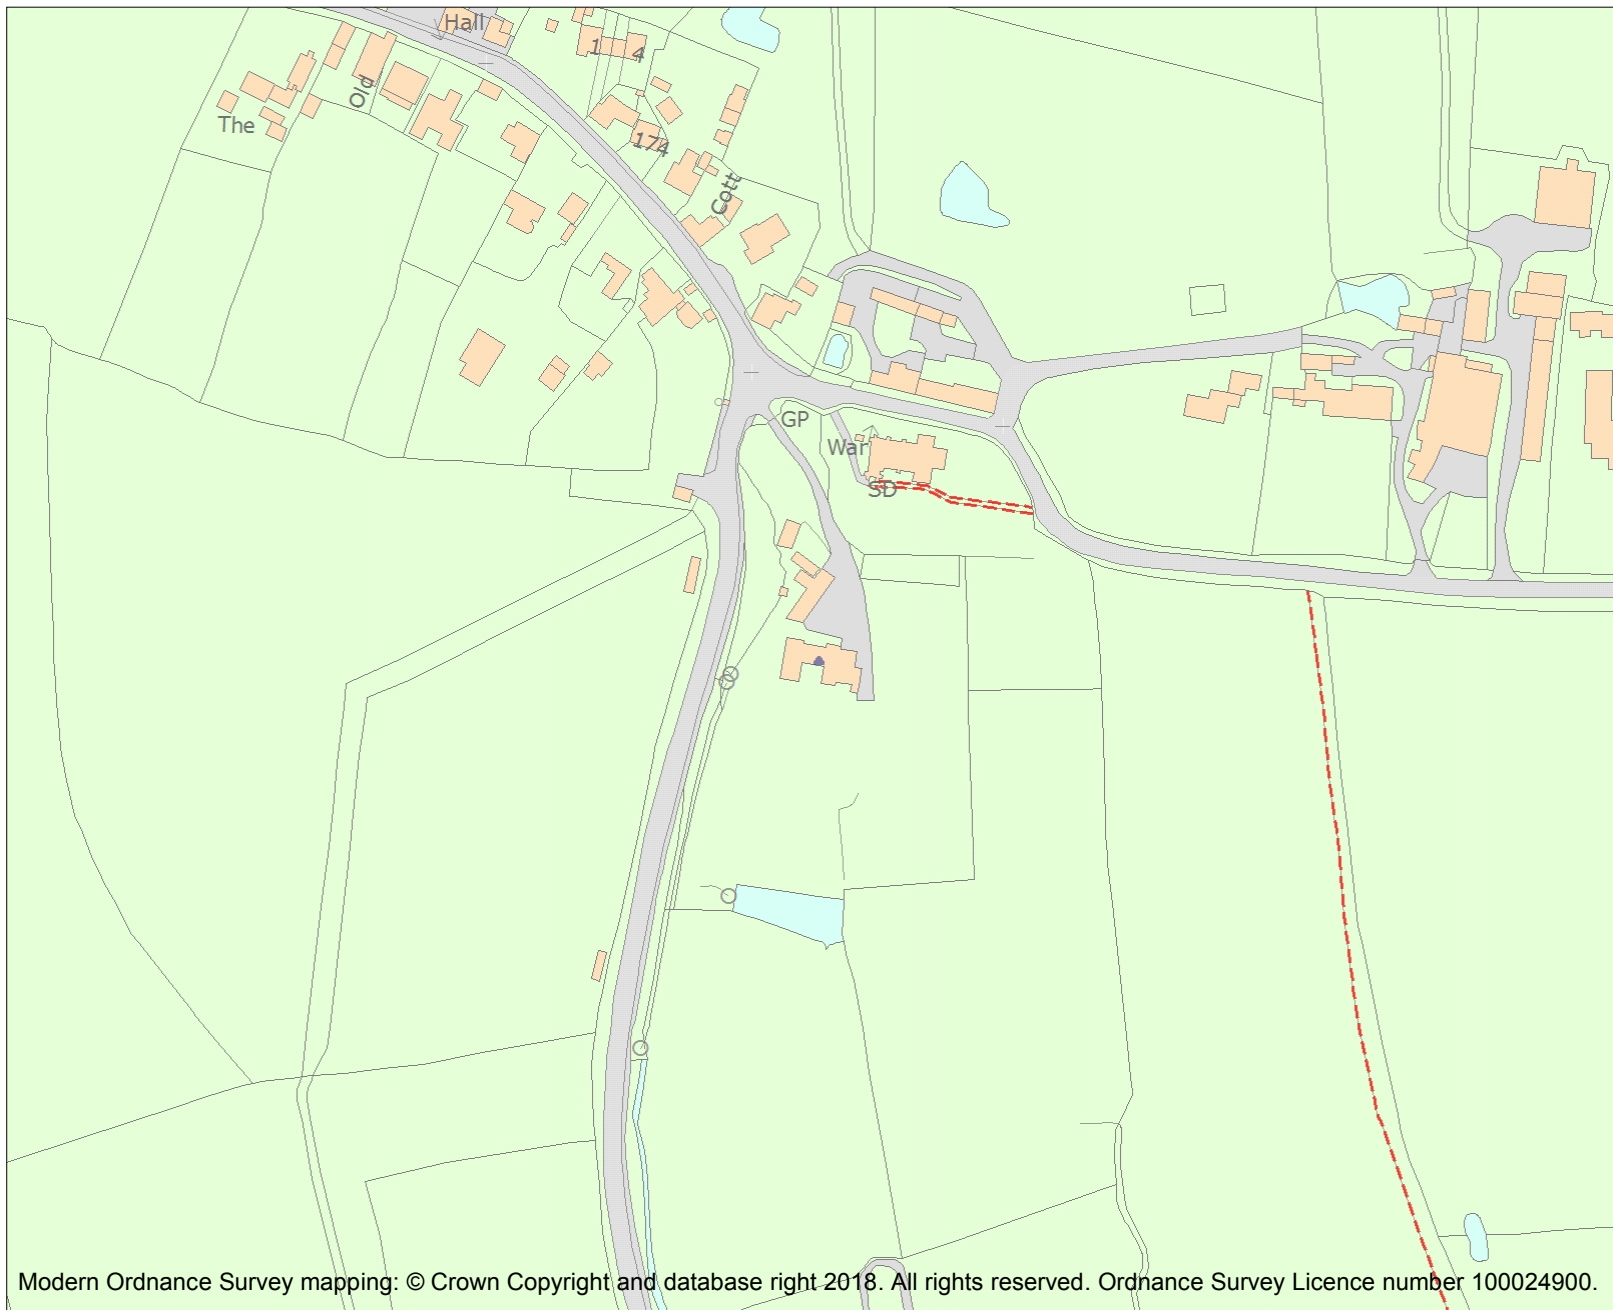 Hall
1
4
Old
The
174
Cott
GP
War
SD
Modern Ordnance Survey mapping: © Crown Copyright and database right 2018. All rights reserved. Ordnance Survey Licence number 100024900.